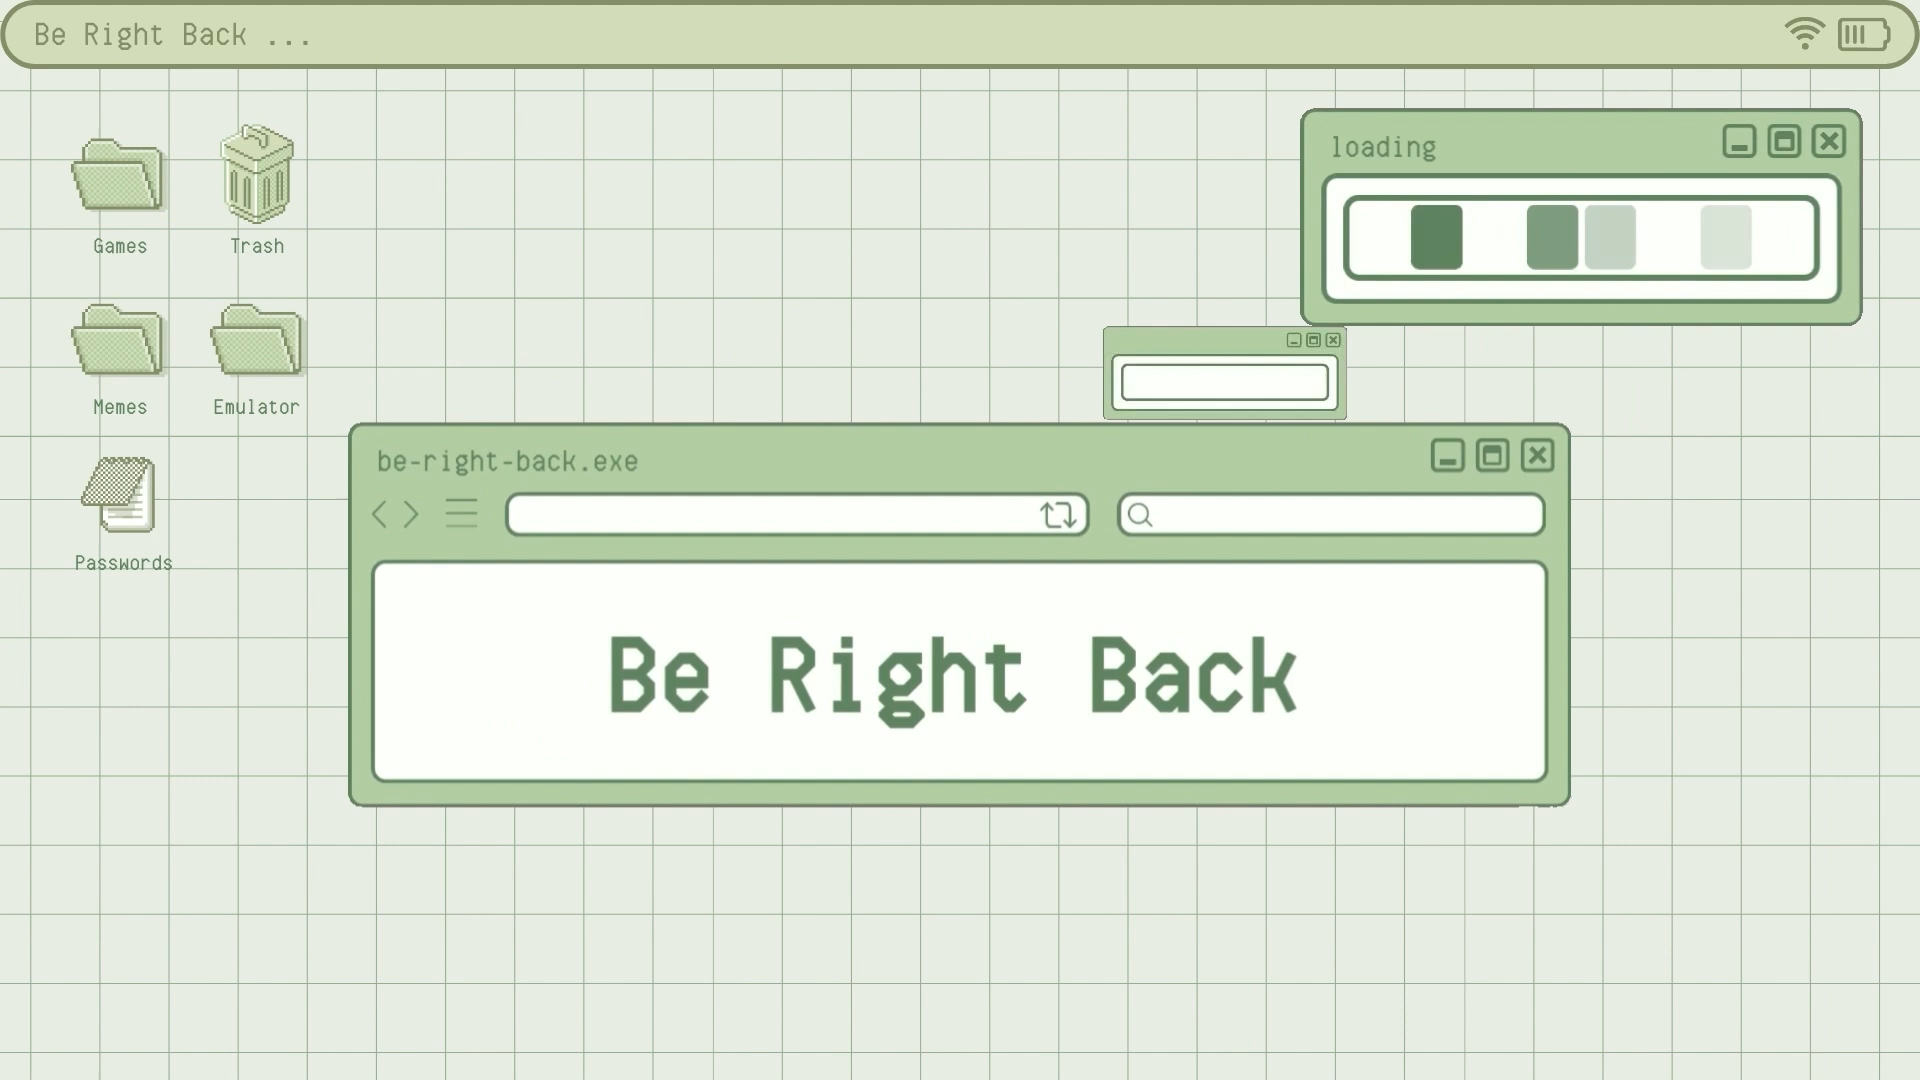 Be Right Back ...
loading
Games
Trash
Memes
Emulator
be-right-back.exe
Passwords
Be Right Back